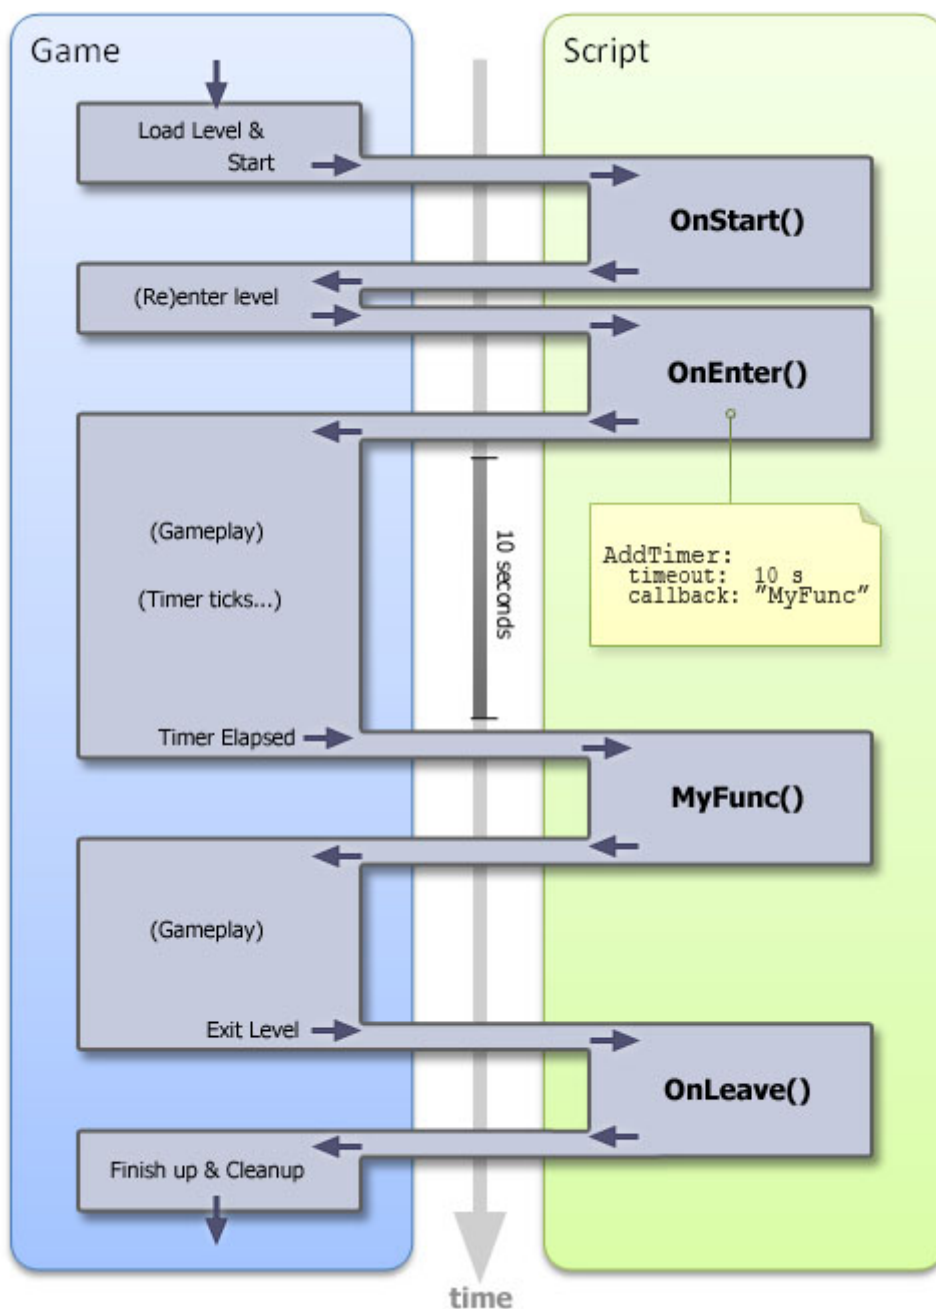 Game
Script
Load Level &
Start
OnStart()
(Re)enter level
OnEnter()
(Gameplay)
(Timer ticks...)
10 seconds
AddTimer:
timeout: 10 s
callback: ”MyFunc”
Timer Elapsed
MyFunc()
(Gameplay)
Exit Level
OnLeave()
Finish up & Cleanup
time